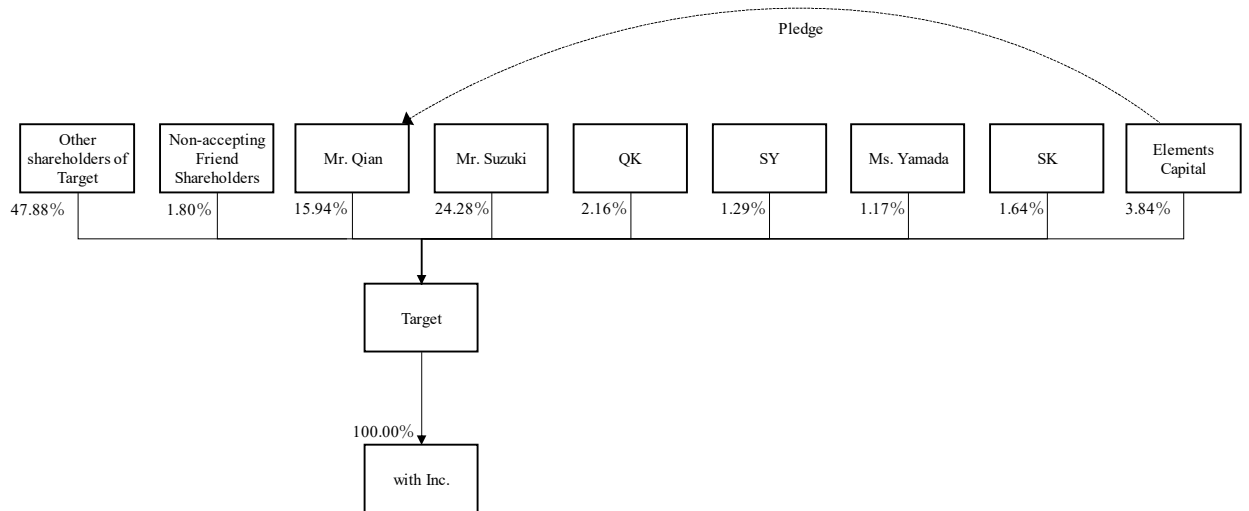 Pledge
Other
shareholders of
Target
Non-accepting
Friend
Shareholders
Mr. Qian
Mr. Suzuki
QK
SY
Ms. Yamada
SK
Elements
Capital
47.88%
1.80%
15.94%
24.28%
2.16%
1.29%
1.17%
1.64%
3.84%
Target
100.00%
with Inc.